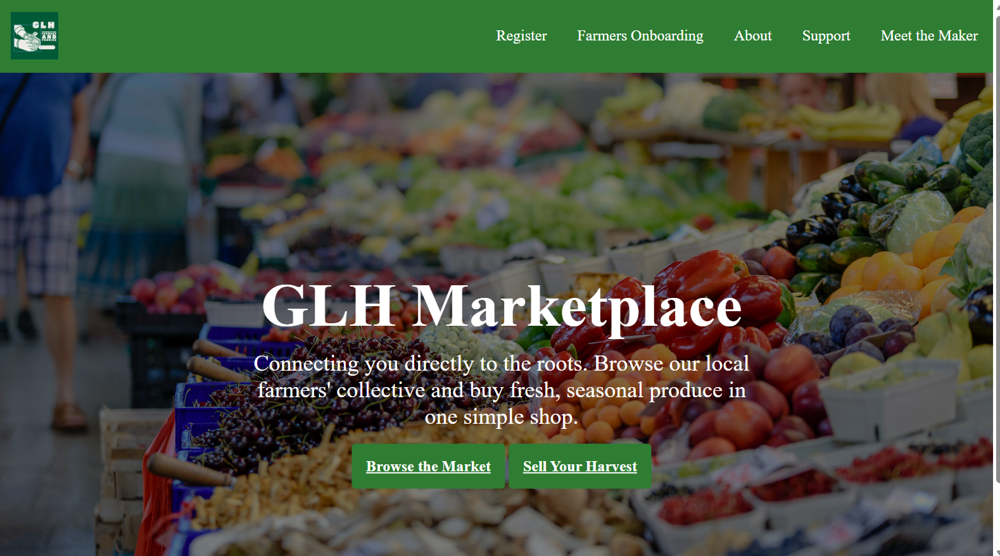 GLH
AND
Register Farmers Onboarding About Support Meet the Maker
GLH Marketplace
Connecting you directly to the roots. Browse our local
farmers' collective and buy fresh, seasonal produce in
one simple shop.
Browse the Market Sell Your Harvest